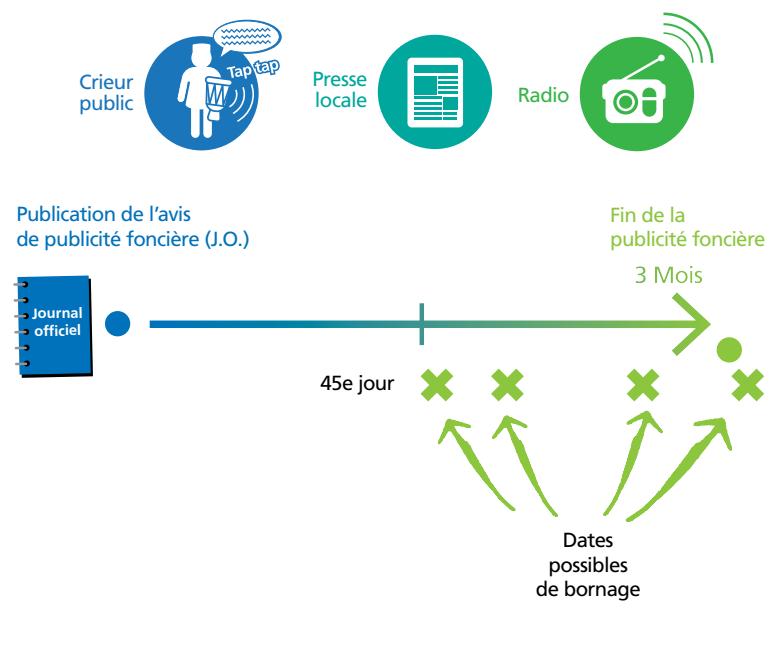 Crieur
public
Tap tap
Presse
locale
Radio
Publication de l’avis
de publicité foncière (J.O.)
Fin de la
publicité foncière
3 Mois
Journal
officiel
45e jour
Dates
possibles
de bornage